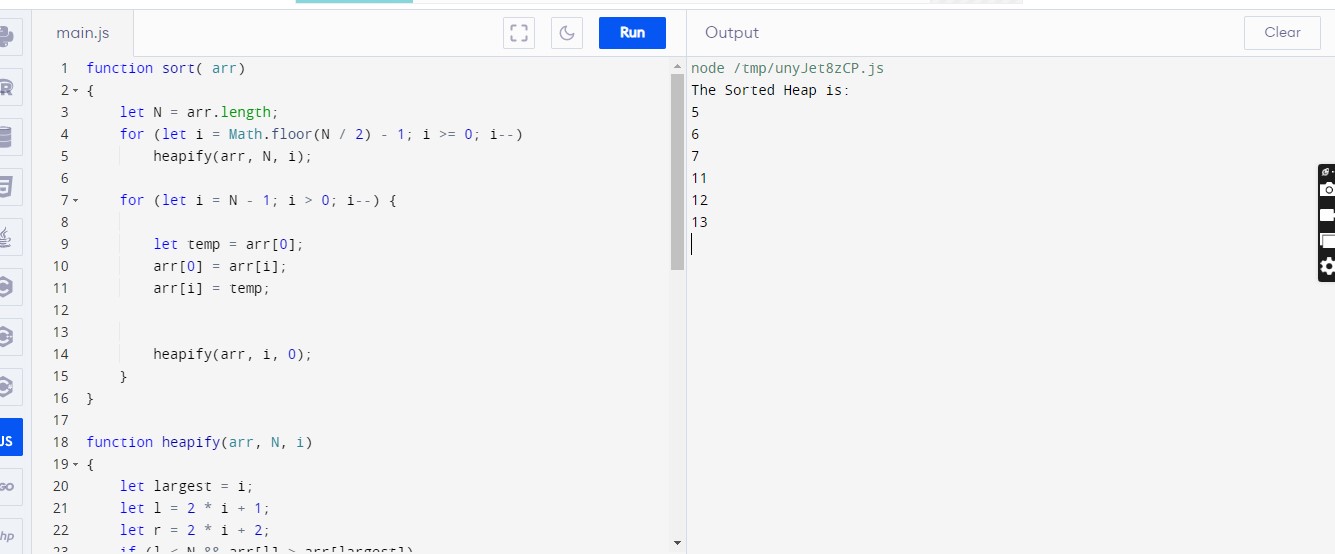 main.js
Run
Output
Clear
1 function sort( arr)
2 {
3 let N = arr.length;
4 for (let i = Math.floor(N / 2) - 1; i >= 0; i--)
5 heapify(arr, N, i);
6
7 for (let i = N - 1; i > 0; i--) {
8
9 let temp = arr[0];
10 arr[0] = arr[i];
11 arr[i] = temp;
12
13
14 heapify(arr, i, 0);
15 }
16 }
17
18 function heapify(arr, N, i)
19 {
20 let largest = i;
21 let l = 2 * i + 1;
22 let r = 2 * i + 2;
23 if (l < N && arr[l] > arr[largest])
node /tmp/unyJet8zCP.js
The Sorted Heap is:
5
6
7
11
12
13
R
JS
GO
hp